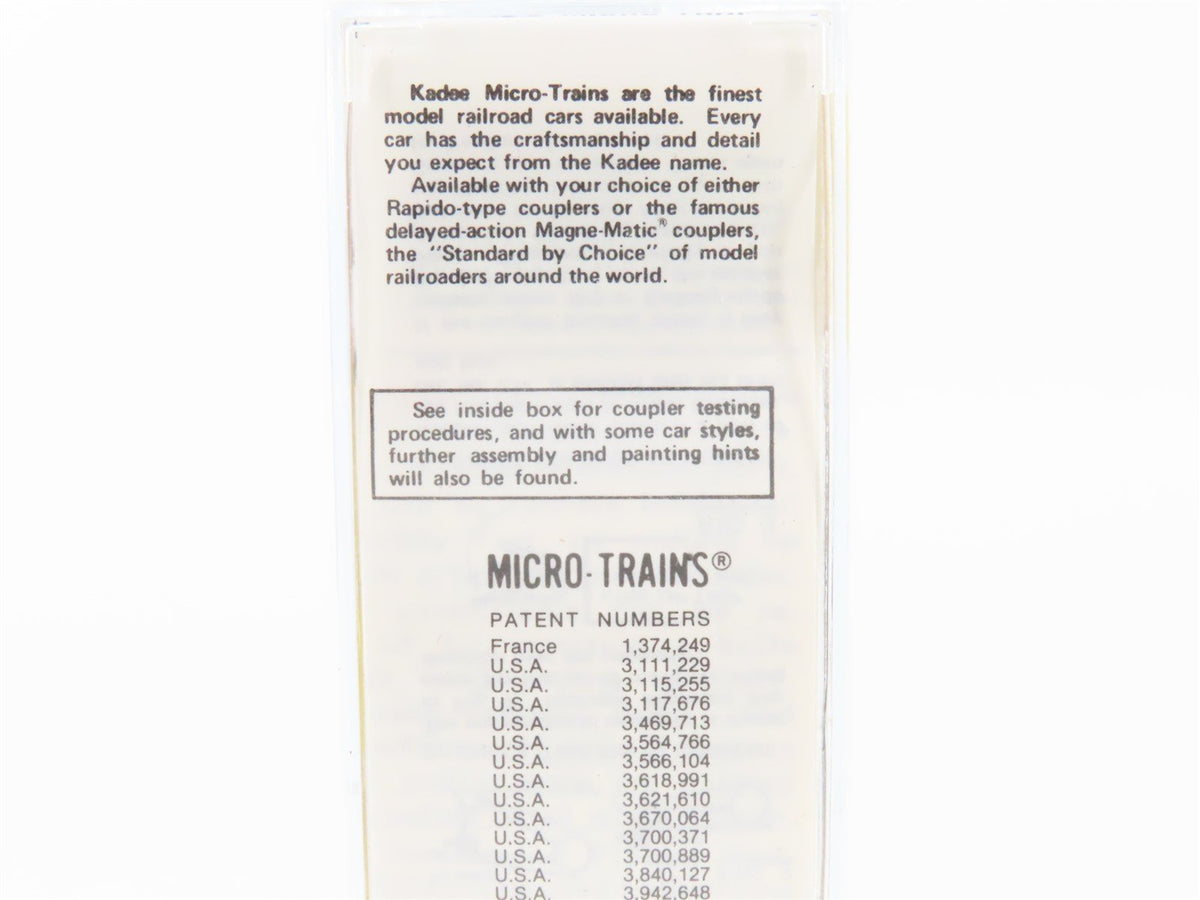 Kadee Micro-Trains are the finest
model railroad cars available. Every
car has the craftsmanship and detail
you expect from the Kadee name.
Available with your choice of either
Rapido-type couplers or the famous
delayed-action Magne-Matic® couplers,
the "Standard by Choice" of model
railroaders around the world.
See inside box for coupler testing
procedures, and with some car styles,
further assembly and painting hints
will also be found.
MICRO-TRAINS®
PATENT NUMBERS
France 1,374,249
U.S.A. 3,111,229
U.S.A. 3,115,255
U.S.A. 3,117,676
U.S.A. 3,469,713
U.S.A. 3,564,766
U.S.A. 3,566,104
U.S.A. 3,618,991
U.S.A. 3,621,610
U.S.A. 3,670,064
U.S.A. 3,700,371
U.S.A. 3,700,889
U.S.A. 3,840,127
U.S.A. 3,942,648